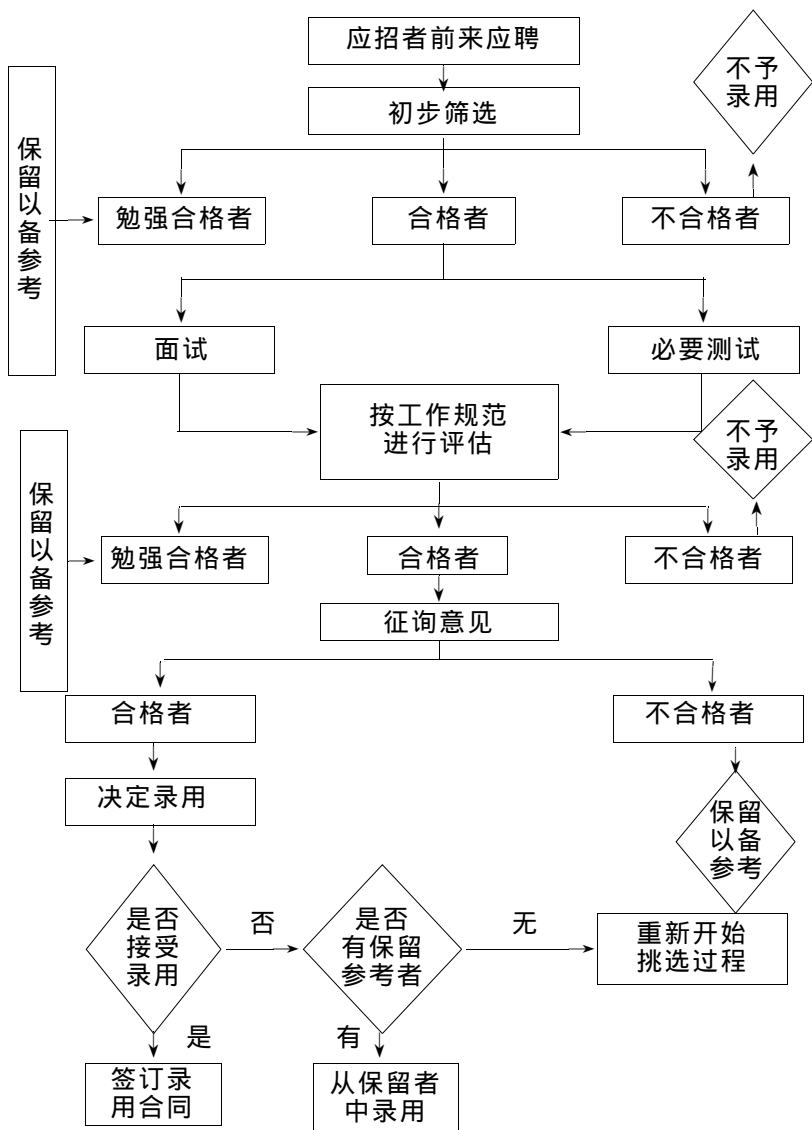 应招者前来应聘
不予
录用
初步筛选
保留以备参考
勉强合格者
合格者
不合格者
面试
必要测试
按工作规范
进行评估
不予
录用
保留以备参考
勉强合格者
合格者
不合格者
征询意见
合格者
不合格者
决定录用
保留
以备
参考
是否
接受
录用
否
是否
有保留
参考者
无
重新开始
挑选过程
是
有
签订录
用合同
从保留者
中录用